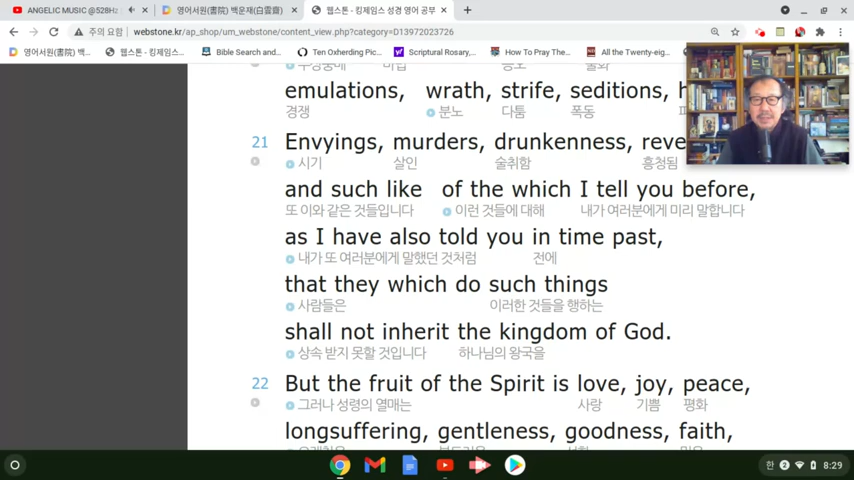 ANGELIC MUSIC @528Hz
영어서원(書院) 백운재(白雲齋)
웹스톤 - 킹제임스 성경 영어 공부
주의 요함
webstone.kr/ap_shop/um_webstone/content_view.php?category=D13972023726
영어서원(書院) 백...
웹스톤 - 킹제임스...
Bible Search and...
Ten Oxherding Pic...
Scriptural Rosary,...
How To Pray The...
All the Twenty-eig...
emulations, wrath, strife, seditions,
경쟁 분노 다툼 폭동
21 Envyings, murders, drunkenness,
시기 살인 술취함 흥청됨
and such like of the which I tell you before,
또 이와 같은 것들입니다 이런 것들에 대해 내가 여러분에게 미리 말합니다
as I have also told you in time past,
내가 또 여러분에게 말했던 것처럼 전에
that they which do such things
사람들은 이러한 것들을 행하는
shall not inherit the kingdom of God.
상속 받지 못할 것입니다 하나님의 왕국을
22 But the fruit of the Spirit is love, joy, peace,
그러나 성령의 열매는 사랑 기쁨 평화
longsuffering, gentleness, goodness, faith,
한 2 8:29